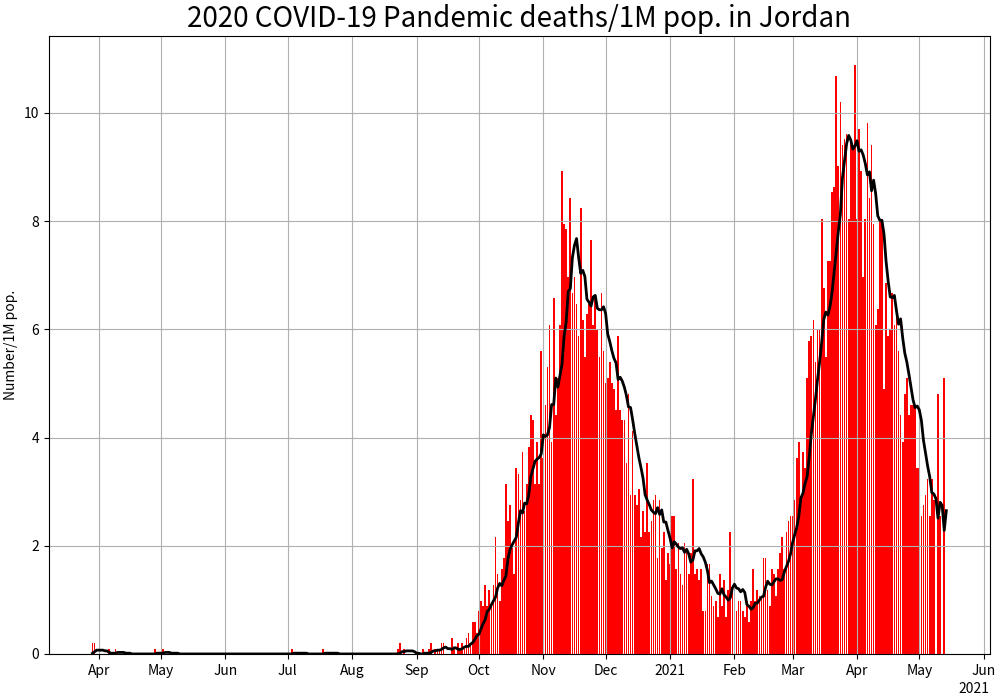 2020 COVID-19 Pandemic deaths/1M pop. in Jordan
Number/1M pop.
10
8
6
4
2
0
Apr May Jun Jul Aug Sep Oct Nov Dec 2021 Feb Mar Apr May Jun
2021